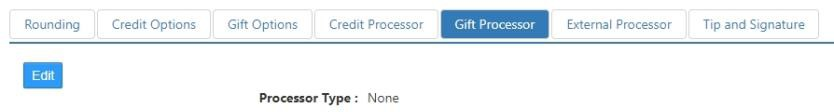 Rounding Credit Options Gift Options Credit Processor Gift Processor External Processor Tip and Signature
Edit
Processor Type : None